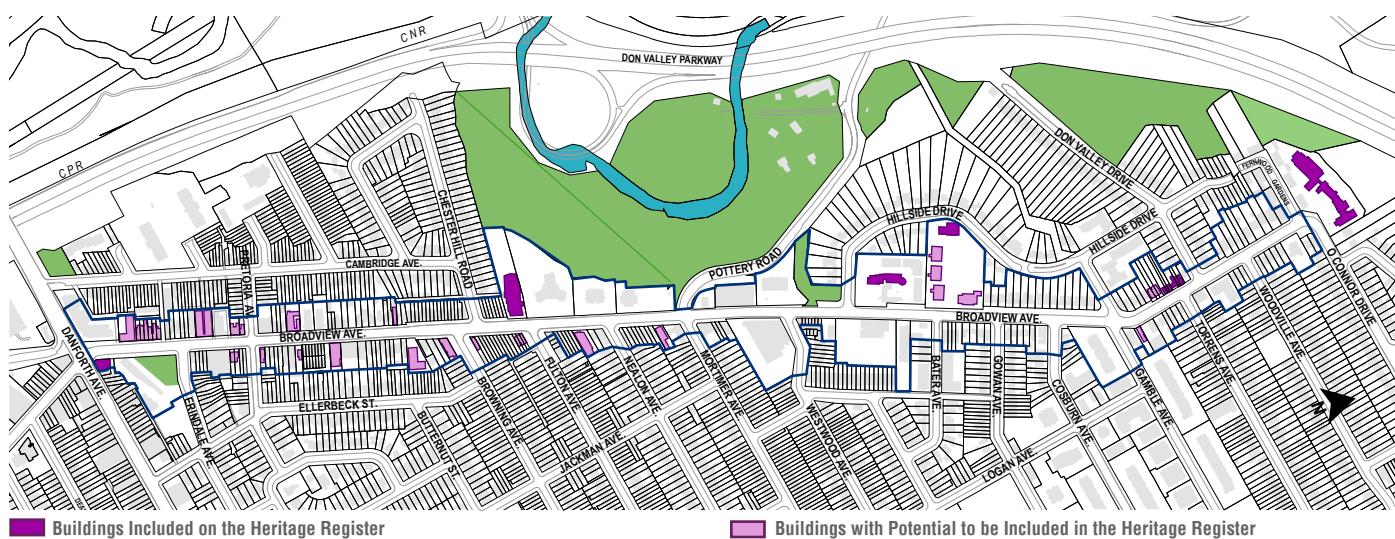 CNR
DON VALLEY PARKWAY
CPR
DON VALLEY DRIVE
FERNWOOD
GARDENS
CHESTER HILL ROAD
HILLSIDE DRIVE
HILLSIDE DRIVE
O CONNOR DRIVE
PRETORIA AV.
CAMBRIDGE AVE.
POTTERY ROAD
WOODVILLE AVE.
BROADVIEW AVE.
BROADVIEW AVE.
TORRENS AVE.
DANFORTH AVE.
FULTON AVE.
NEALON AVE.
MORTIMER AVE.
BATER AVE.
GOWAN AVE.
COSBURN AVE.
GAMBLE AVE.
ERINDALE AVE.
ELLERBECK ST.
BROWNING AVE.
BUTTERNUT ST.
WESTWOOD AVE.
JACKMAN AVE.
LOGAN AVE.
N
Buildings Included on the Heritage Register
Buildings with Potential to be Included in the Heritage Register